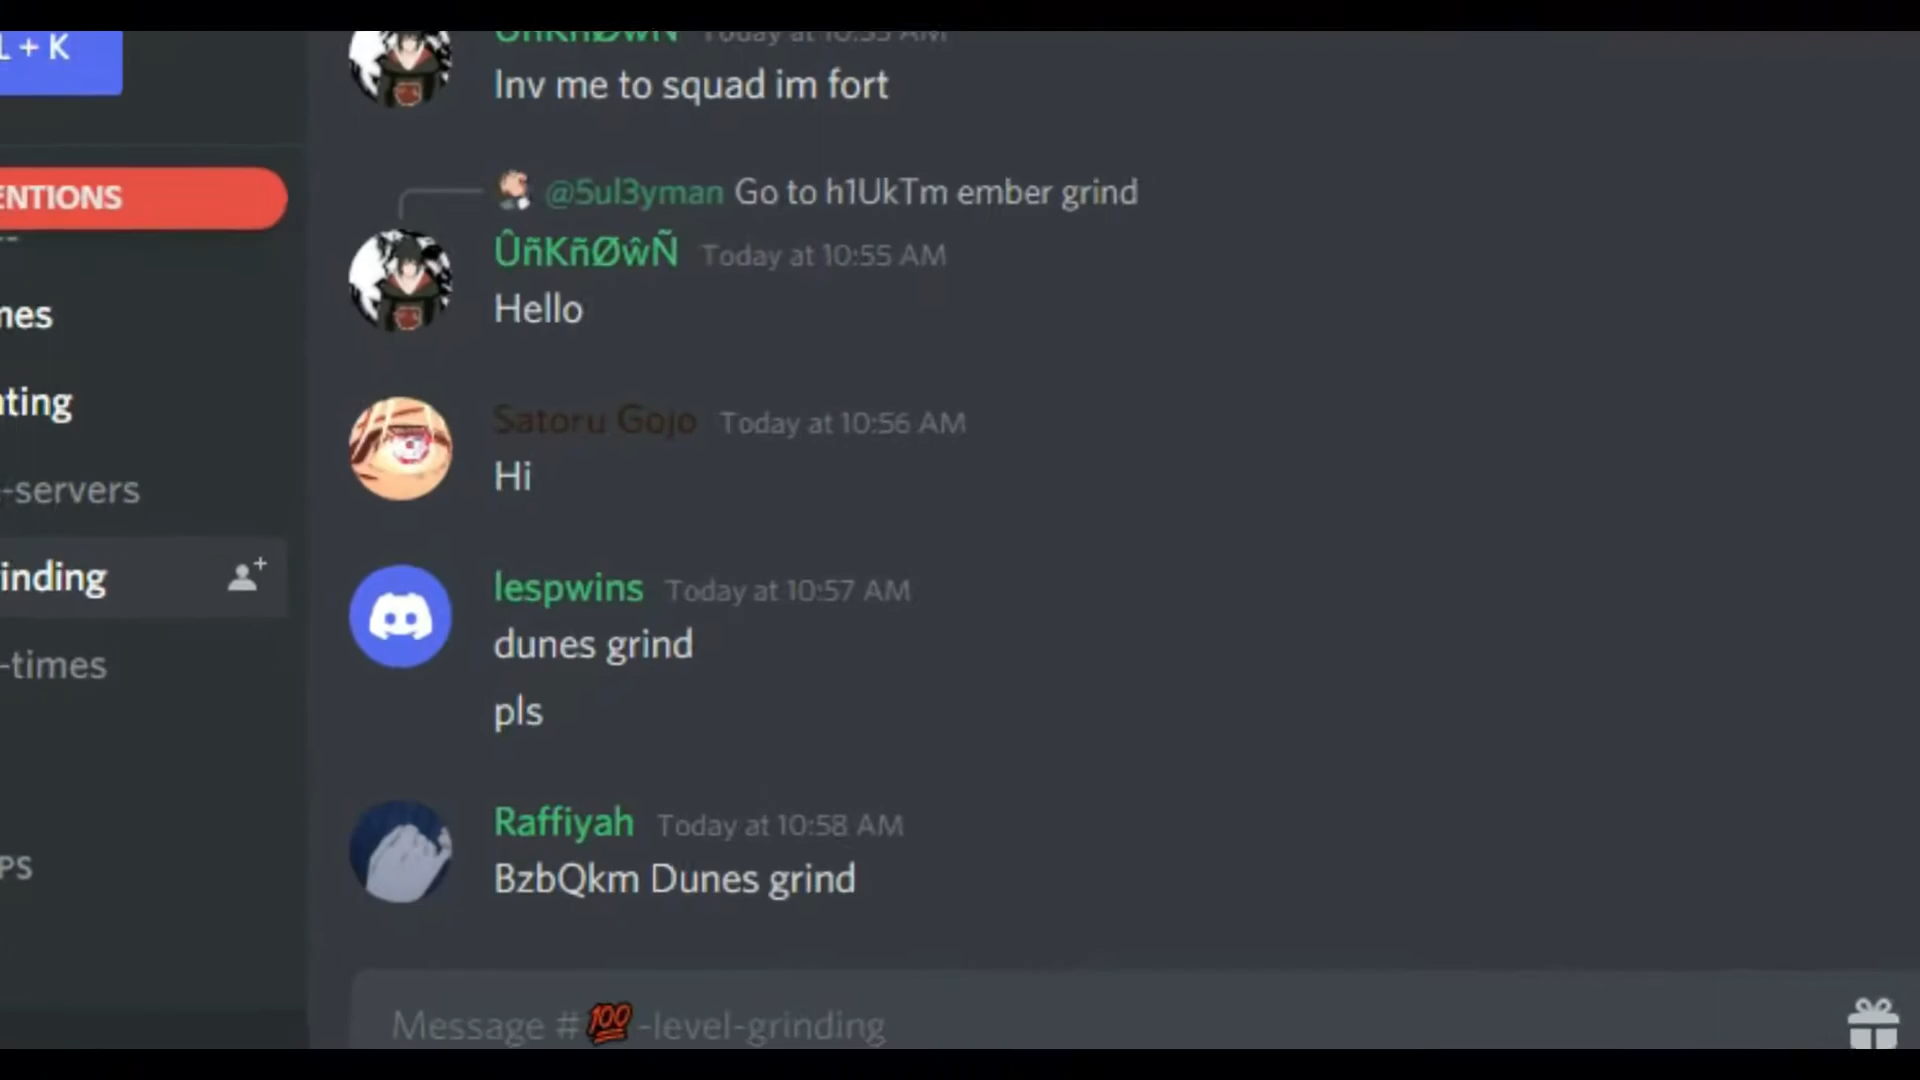 L + K
ENTIONS
mes
ating
-servers
inding
-times
PS
ÛñKñØŵÑ Today at 10:55 AM
Inv me to squad im fort
@5ul3yman Go to h1UkTm ember grind
ÛñKñØŵÑ Today at 10:55 AM
Hello
Satoru Gojo Today at 10:56 AM
Hi
lespwins Today at 10:57 AM
dunes grind
pls
Raffiyah Today at 10:58 AM
BzbQkm Dunes grind
Message #💯-level-grinding